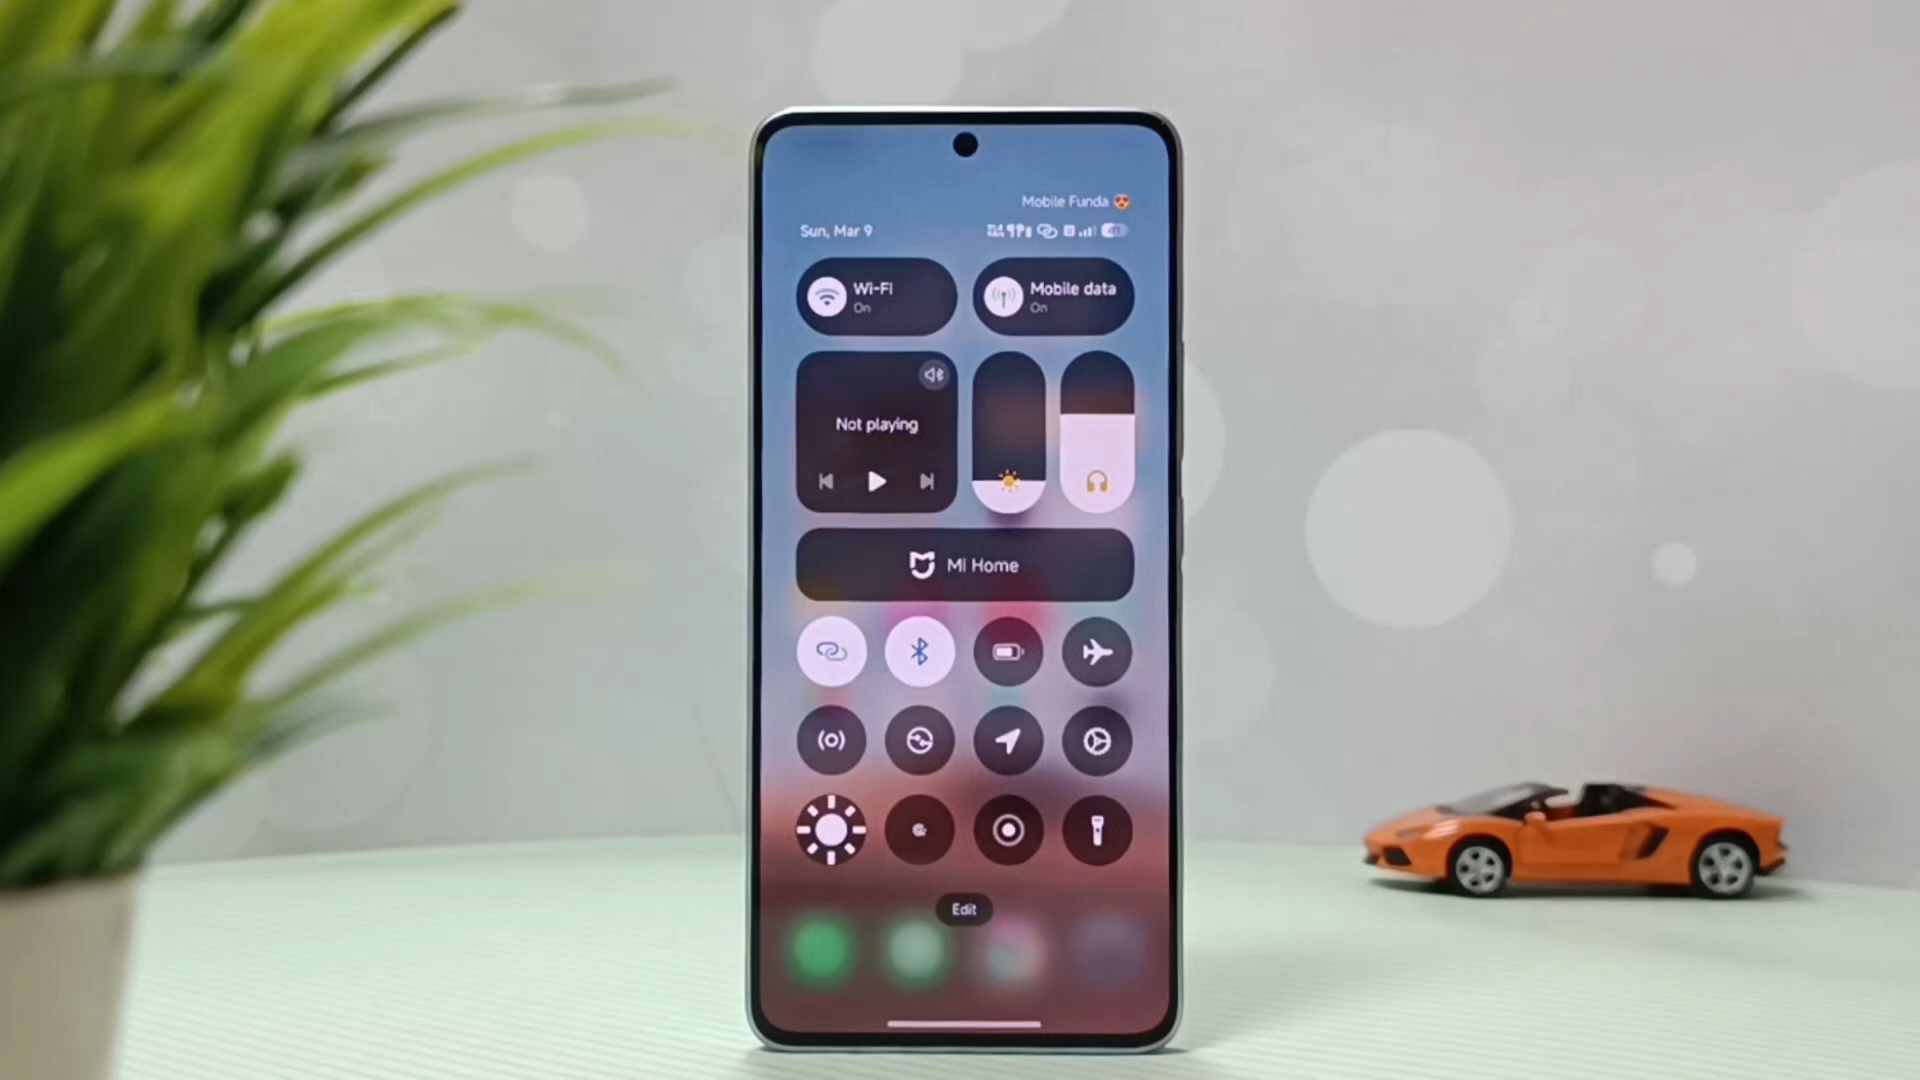 Mobile Funda 😍
Sun, Mar 9
Wi-Fi
On
Mobile data
On
Not playing
Mi Home
Edit